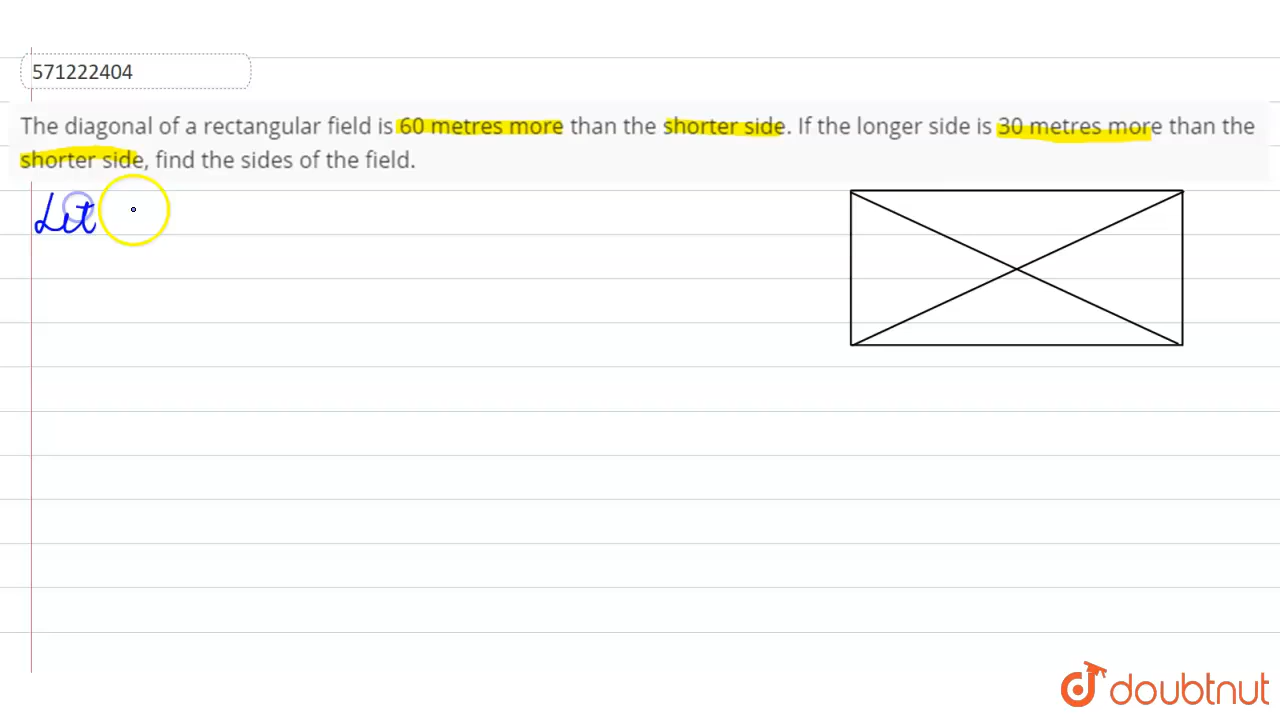 571222404
The diagonal of a rectangular field is 60 metres more than the shorter side. If the longer side is 30 metres more than the
shorter side, find the sides of the field.
Let
doubtnut